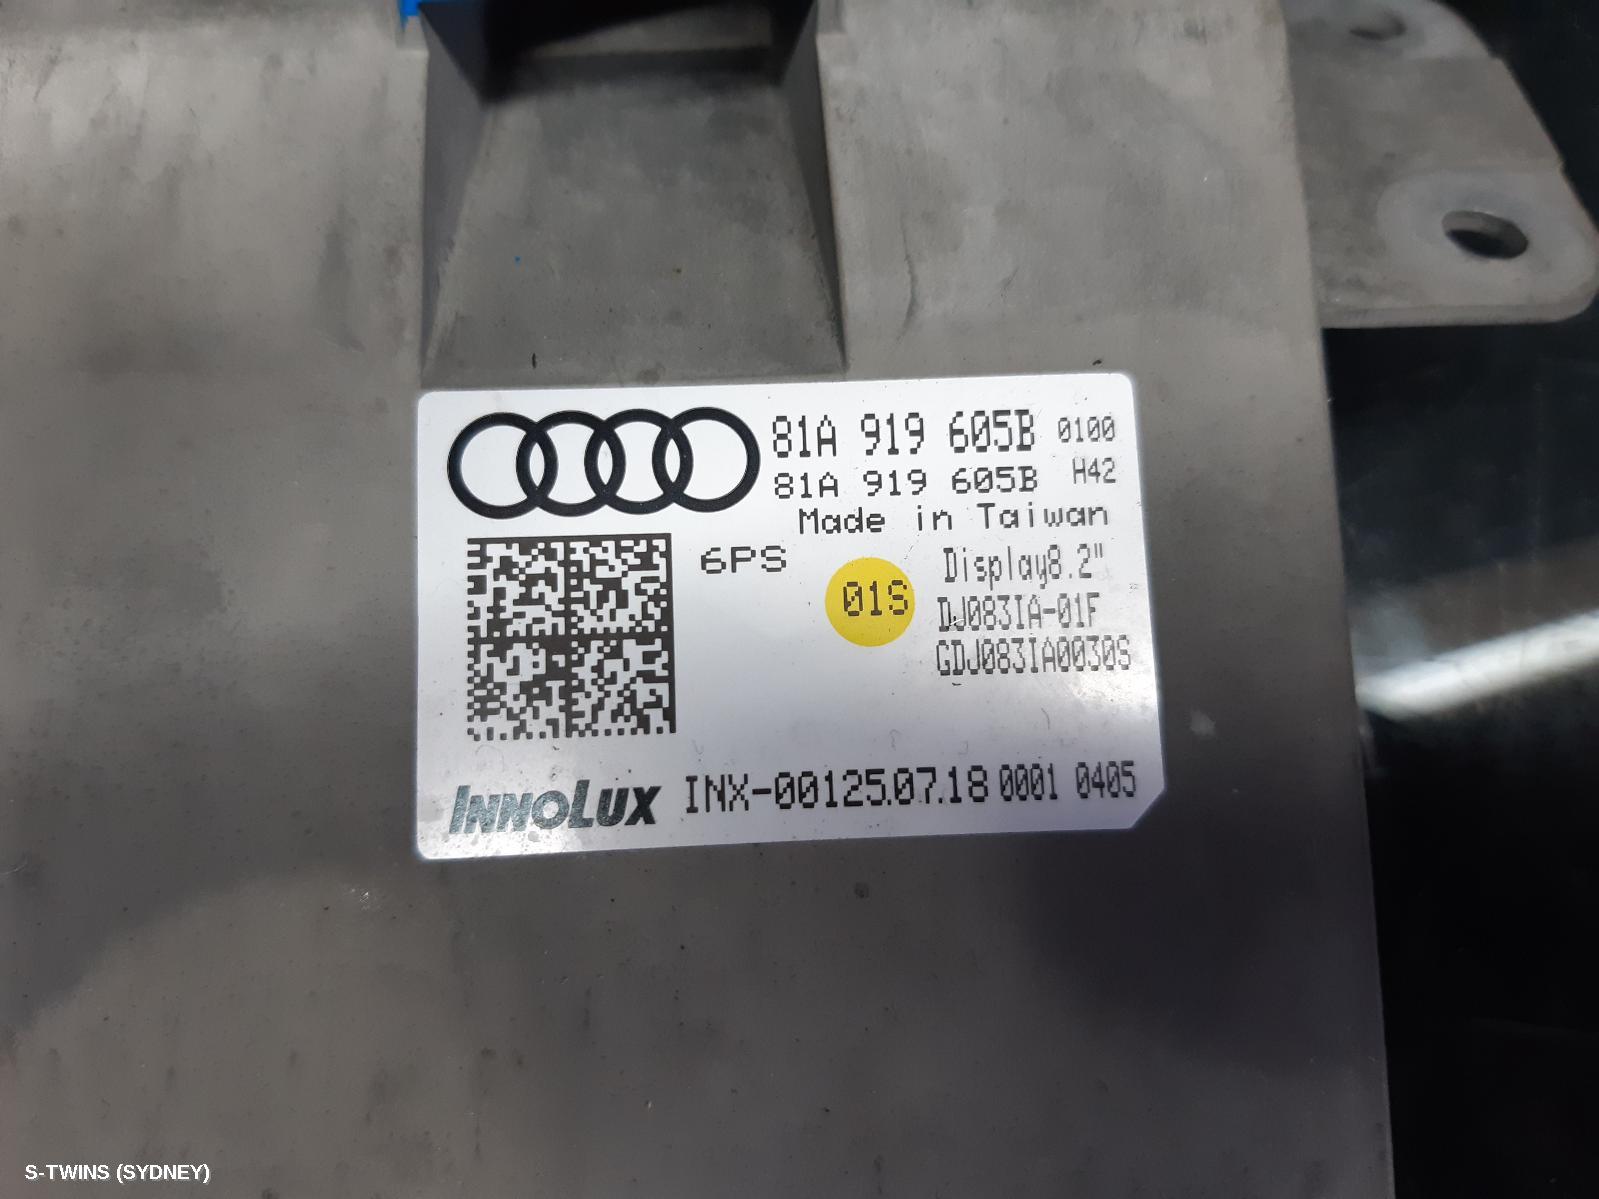 81A 919 605B 0100
81A 919 605B H42
Made in Taiwan
6PS
01S
Display8.2"
DJ083IA-01F
GDJ083IA0030S
INNOLUX INX-00125.07.18 0001 0405
S-TWINS (SYDNEY)